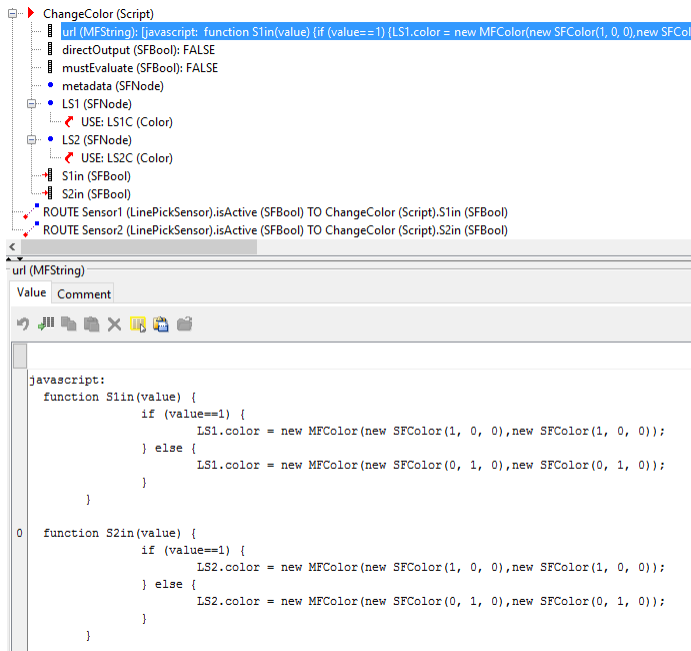 ChangeColor (Script)
url (MFString): [javascript: function S1in(value) {if (value==1) {LS1.color = new MFColor(new SFColor(1, 0, 0),new SFColor(1, 0, 0
directOutput (SFBool): FALSE
mustEvaluate (SFBool): FALSE
metadata (SFNode)
LS1 (SFNode)
USE: LS1C (Color)
LS2 (SFNode)
USE: LS2C (Color)
S1in (SFBool)
S2in (SFBool)
ROUTE Sensor1 (LinePickSensor).isActive (SFBool) TO ChangeColor (Script).S1in (SFBool)
ROUTE Sensor2 (LinePickSensor).isActive (SFBool) TO ChangeColor (Script).S2in (SFBool)
url (MFString)
Value Comment
javascript:
function S1in(value) {
if (value==1) {
LS1.color = new MFColor(new SFColor(1, 0, 0),new SFColor(1, 0, 0));
} else {
LS1.color = new MFColor(new SFColor(0, 1, 0),new SFColor(0, 1, 0));
}
}
0 function S2in(value) {
if (value==1) {
LS2.color = new MFColor(new SFColor(1, 0, 0),new SFColor(1, 0, 0));
} else {
LS2.color = new MFColor(new SFColor(0, 1, 0),new SFColor(0, 1, 0));
}
}